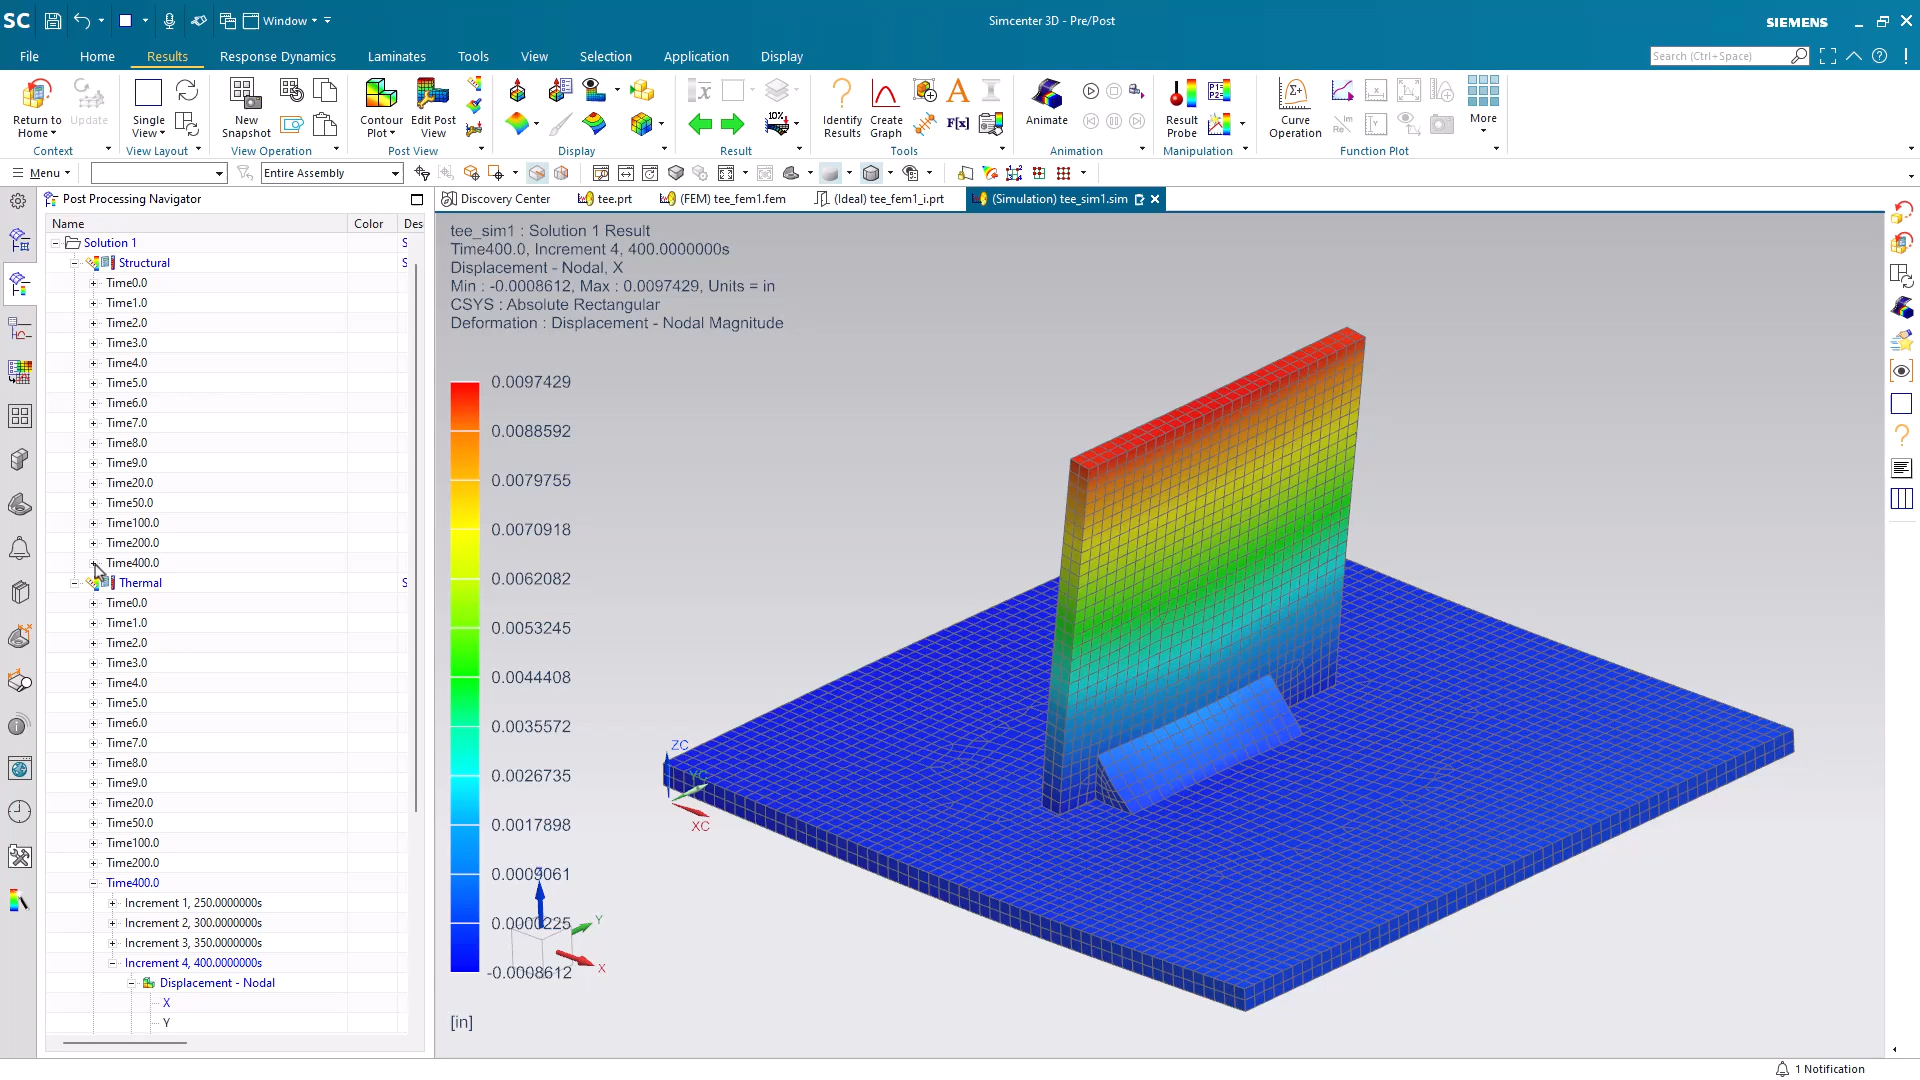 SC
Window
Simcenter 3D - Pre/Post
SIEMENS
File
Home
Results
Response Dynamics
Laminates
Tools
View
Selection
Application
Display
Search (Ctrl+Space)
Return to Home
Update
Single View
New Snapshot
Contour Plot
Edit Post View
10%
Identify Results
Create Graph
F[x]
Animate
Result Probe
Curve Operation
More
Context
View Layout
View Operation
Post View
Display
Result
Tools
Animation
Manipulation
Function Plot
Menu
Entire Assembly
Post Processing Navigator
Discovery Center
tee.prt
(FEM) tee_fem1.fem
(Ideal) tee_fem1_i.prt
(Simulation) tee_sim1.sim
Name
Color
Des
Solution 1
S
Structural
S
Time0.0
Time1.0
Time2.0
Time3.0
Time4.0
Time5.0
Time6.0
Time7.0
Time8.0
Time9.0
Time20.0
Time50.0
Time100.0
Time200.0
Time400.0
Thermal
S
Time0.0
Time1.0
Time2.0
Time3.0
Time4.0
Time5.0
Time6.0
Time7.0
Time8.0
Time9.0
Time20.0
Time50.0
Time100.0
Time200.0
Time400.0
Increment 1, 250.0000000s
Increment 2, 300.0000000s
Increment 3, 350.0000000s
Increment 4, 400.0000000s
Displacement - Nodal
X
Y
tee_sim1 : Solution 1 Result
Time400.0, Increment 4, 400.0000000s
Displacement - Nodal, X
Min : -0.0008612, Max : 0.0097429, Units = in
CSYS : Absolute Rectangular
Deformation : Displacement - Nodal Magnitude
0.0097429
0.0088592
0.0079755
0.0070918
0.0062082
0.0053245
0.0044408
0.0035572
0.0026735
0.0017898
0.0009061
0.0000225
-0.0008612
[in]
ZC
YC
XC
Y
X
1 Notification